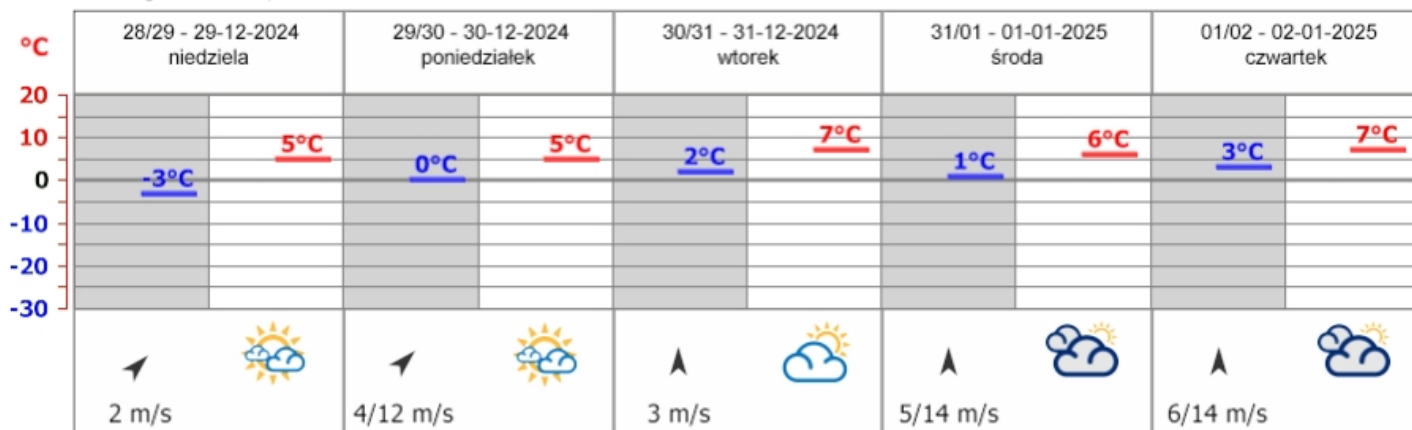 °C
28/29 - 29-12-2024
niedziela
29/30 - 30-12-2024
poniedziałek
30/31 - 31-12-2024
wtorek
31/01 - 01-01-2025
środa
01/02 - 02-01-2025
czwartek
20
10
0
-10
-20
-30
-3°C
5°C
0°C
5°C
2°C
7°C
1°C
6°C
3°C
7°C
2 m/s
4/12 m/s
3 m/s
5/14 m/s
6/14 m/s